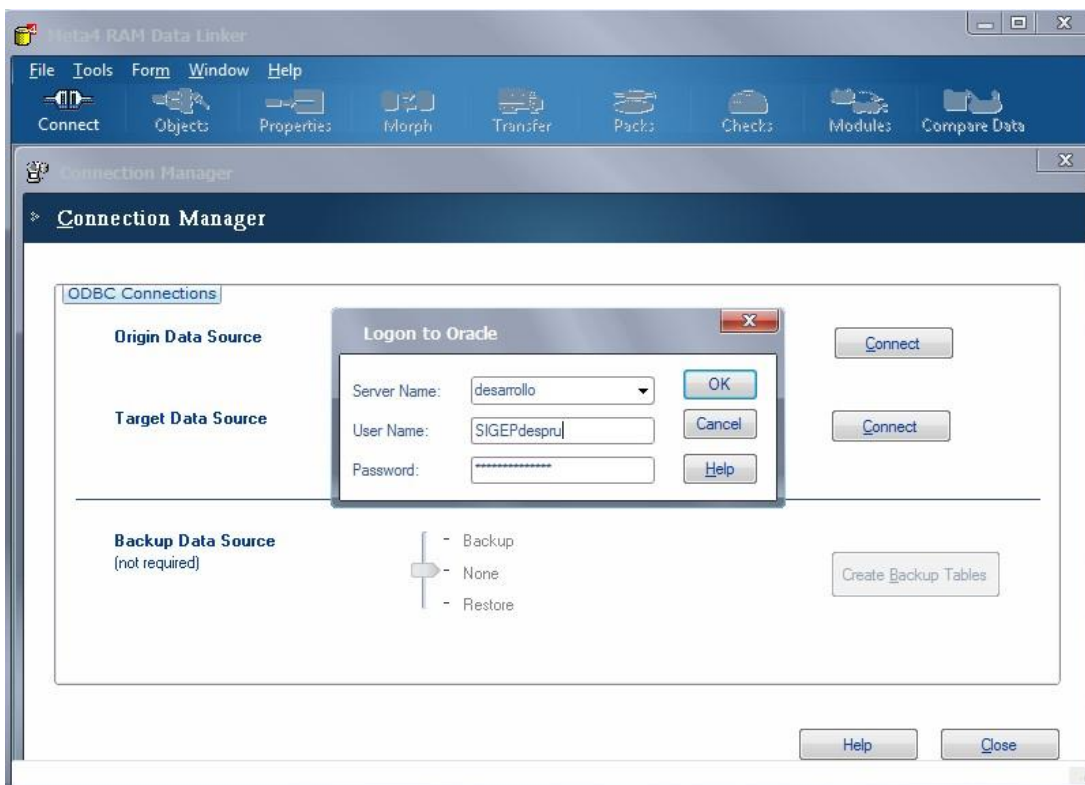 Meta4 RAM Data Linker
File Tools Form Window Help
Connect Objects Properties Morph Transfer Packs Checks Modules Compare Data
Connection Manager
Connection Manager
ODBC Connections
Origin Data Source
Connect
Logon to Oracle
Server Name: desarrollo OK
Target Data Source
Connect
User Name: SIGEPdespru Cancel
Password: ************** Help
Backup Data Source
(not required)
- Backup
- None
- Restore
Create Backup Tables
Help Close